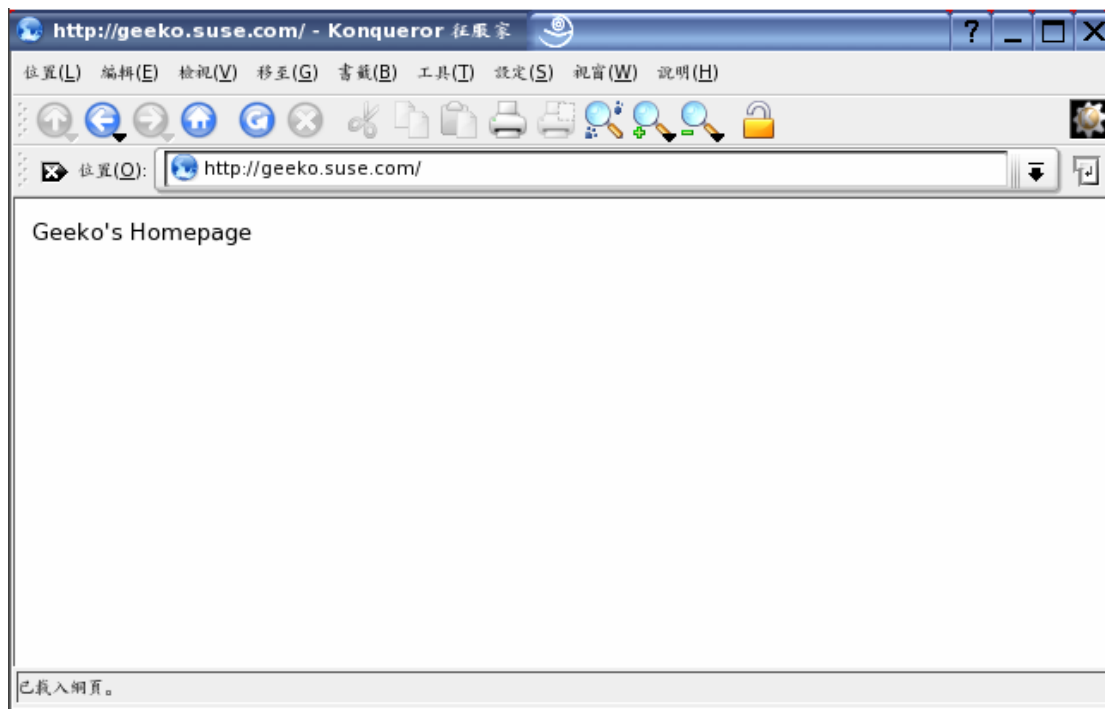 http://geeko.suse.com/ - Konqueror 征服家
位置(L) 編輯(E) 檢視(V) 移至(G) 書籤(B) 工具(T) 設定(S) 視窗(W) 說明(H)
位置(O): http://geeko.suse.com/
Geeko's Homepage
已載入網頁。